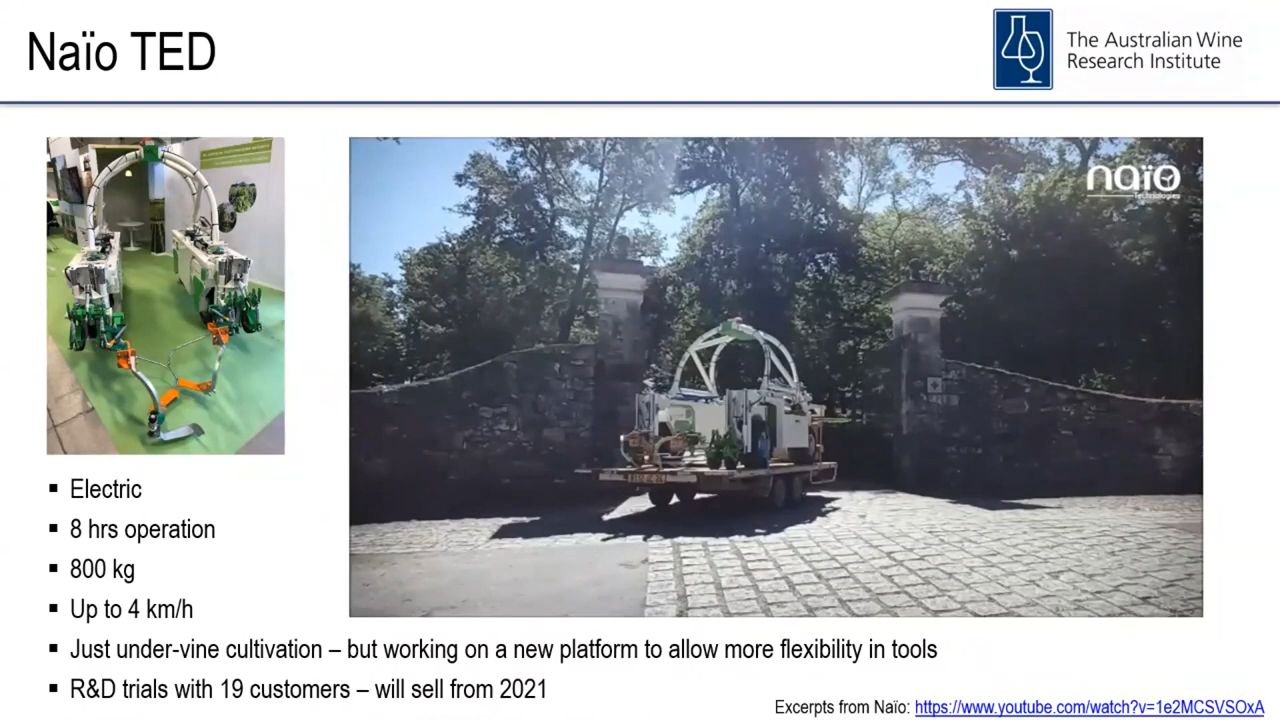 Naïo TED
The Australian Wine
Research Institute
naïo
Technologies
▪ Electric
▪ 8 hrs operation
▪ 800 kg
▪ Up to 4 km/h
▪ Just under-vine cultivation – but working on a new platform to allow more flexibility in tools
▪ R&D trials with 19 customers – will sell from 2021
Excerpts from Naïo: https://www.youtube.com/watch?v=1e2MCSVSOxA